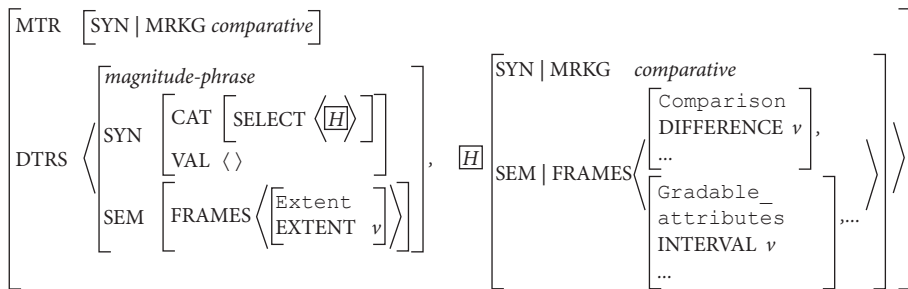 MTR [SYN | MRKG comparative]
magnitude-phrase
SYN [CAT [SELECT ⟨[H]⟩]
VAL ⟨ ⟩]
SEM [FRAMES ⟨[Extent
EXTENT v]⟩]
DTRS ⟨ , [H]
SYN | MRKG comparative
SEM | FRAMES ⟨[Comparison
DIFFERENCE v
...],
[Gradable_
attributes
INTERVAL v
...],...⟩ ⟩